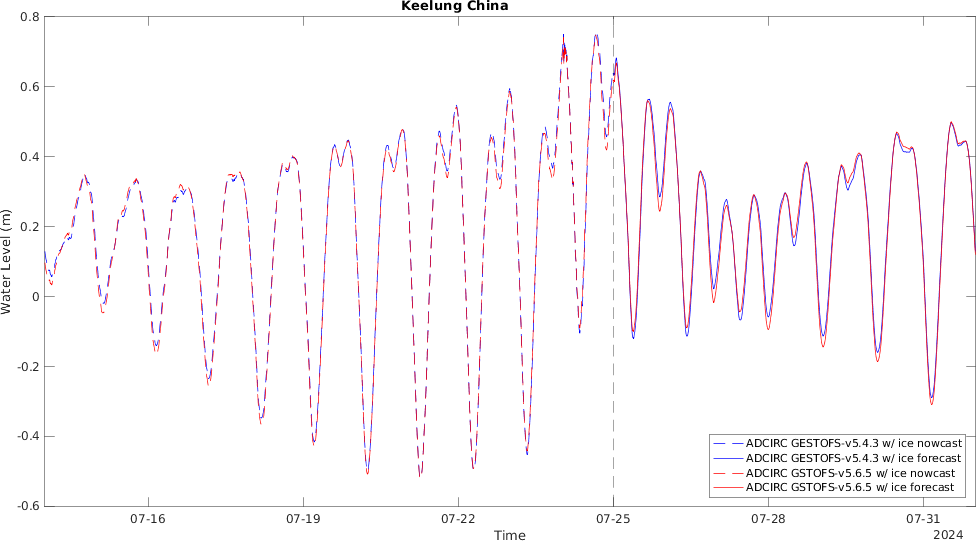 Keelung China
0.8
0.6
0.4
0.2
0
-0.2
-0.4
-0.6
Water Level (m)
ADCIRC GESTOFS-v5.4.3 w/ ice nowcast
ADCIRC GESTOFS-v5.4.3 w/ ice forecast
ADCIRC GSTOFS-v5.6.5 w/ ice nowcast
ADCIRC GSTOFS-v5.6.5 w/ ice forecast
07-16 07-19 07-22 07-25 07-28 07-31
Time
2024